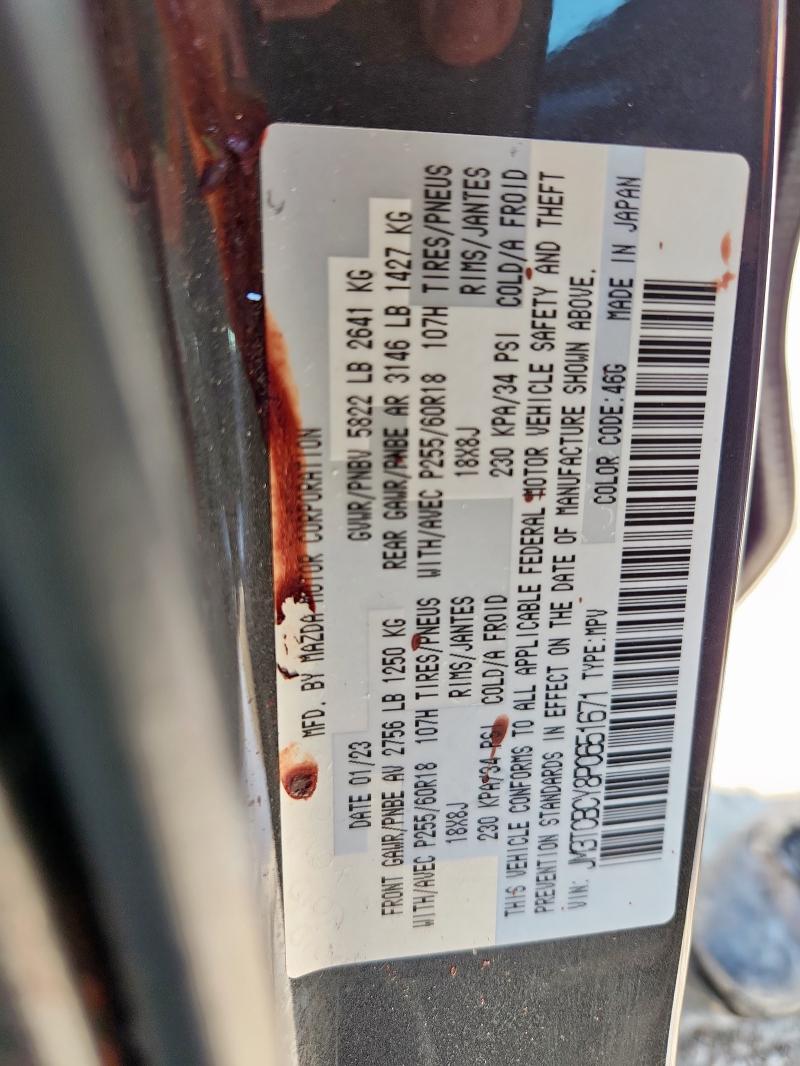 MFD. BY MAZDA MOTOR CORPORATION
DATE 01/23 GVWR/PNBV 5822 LB 2641 KG
FRONT GAWR/PNBE AV 2756 LB 1250 KG REAR GAWR/PNBE AR 3146 LB 1427 KG
WITH/AVEC P255/60R18 107H TIRES/PNEUS WITH/AVEC P255/60R18 107H TIRES/PNEUS
18X8J RIMS/JANTES 18X8J RIMS/JANTES
230 KPA/34 PSI COLD/A FROID 230 KPA/34 PSI COLD/A FROID
THIS VEHICLE CONFORMS TO ALL APPLICABLE FEDERAL MOTOR VEHICLE SAFETY AND THEFT
PREVENTION STANDARDS IN EFFECT ON THE DATE OF MANUFACTURE SHOWN ABOVE.
VIN: JM3TCBCY8P0651671 TYPE:MPV COLOR CODE:46G MADE IN JAPAN